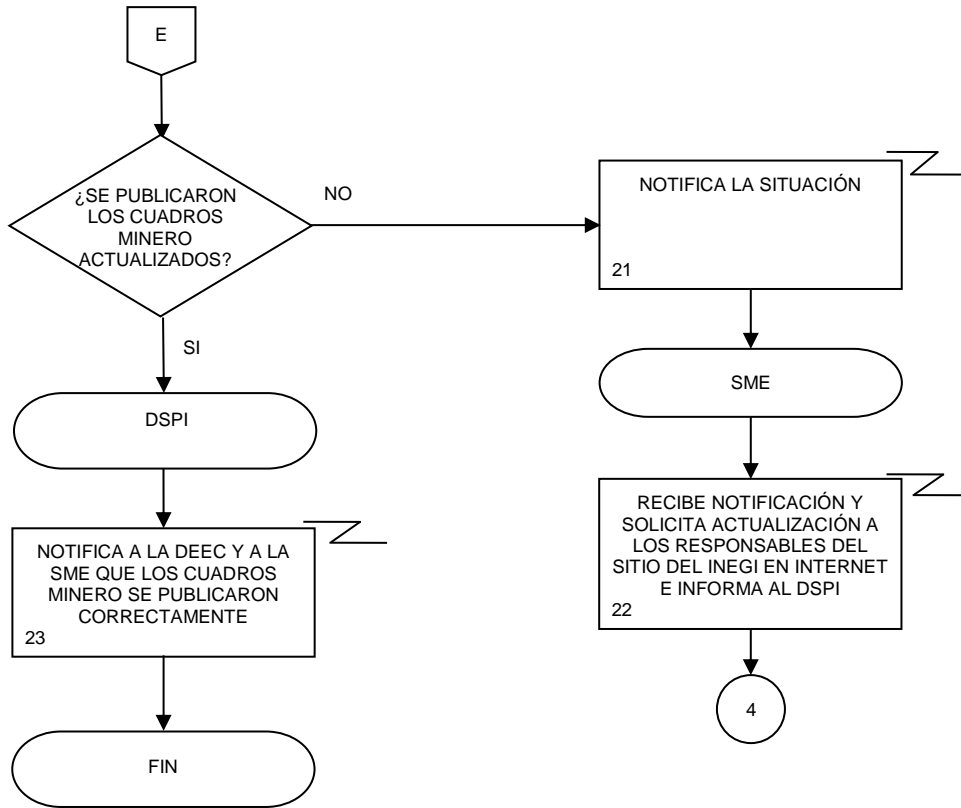 E
¿SE PUBLICARON
LOS CUADROS
MINERO
ACTUALIZADOS?
NO
NOTIFICA LA SITUACIÓN
21
SI
SME
DSPI
RECIBE NOTIFICACIÓN Y
SOLICITA ACTUALIZACIÓN A
LOS RESPONSABLES DEL
SITIO DEL INEGI EN INTERNET
E INFORMA AL DSPI
22
NOTIFICA A LA DEEC Y A LA
SME QUE LOS CUADROS
MINERO SE PUBLICARON
CORRECTAMENTE
23
4
FIN